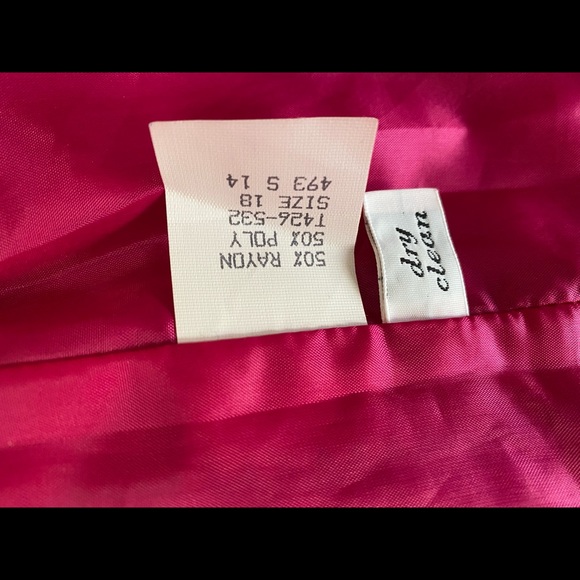 50% RAYON
50% POLY
T426-532
SIZE 18
493 S 14
dry
clean